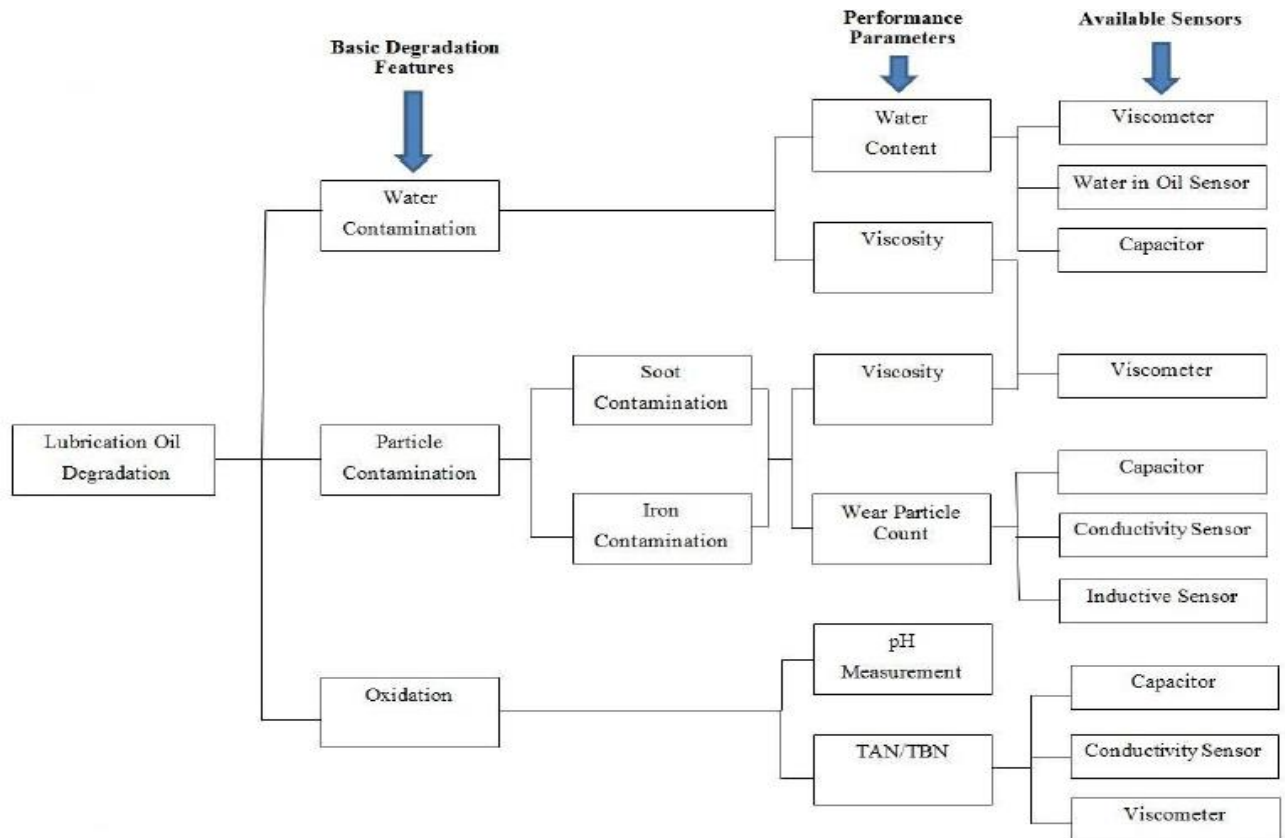 Basic Degradation
Features
Performance
Parameters
Available Sensors
Water
Content
Viscometer
Water in Oil Sensor
Capacitor
Water
Contamination
Viscosity
Soot
Contamination
Viscosity
Viscometer
Lubrication Oil
Degradation
Particle
Contamination
Iron
Contamination
Wear Particle
Count
Capacitor
Conductivity Sensor
Inductive Sensor
pH
Measurement
Oxidation
TAN/TBN
Capacitor
Conductivity Sensor
Viscometer